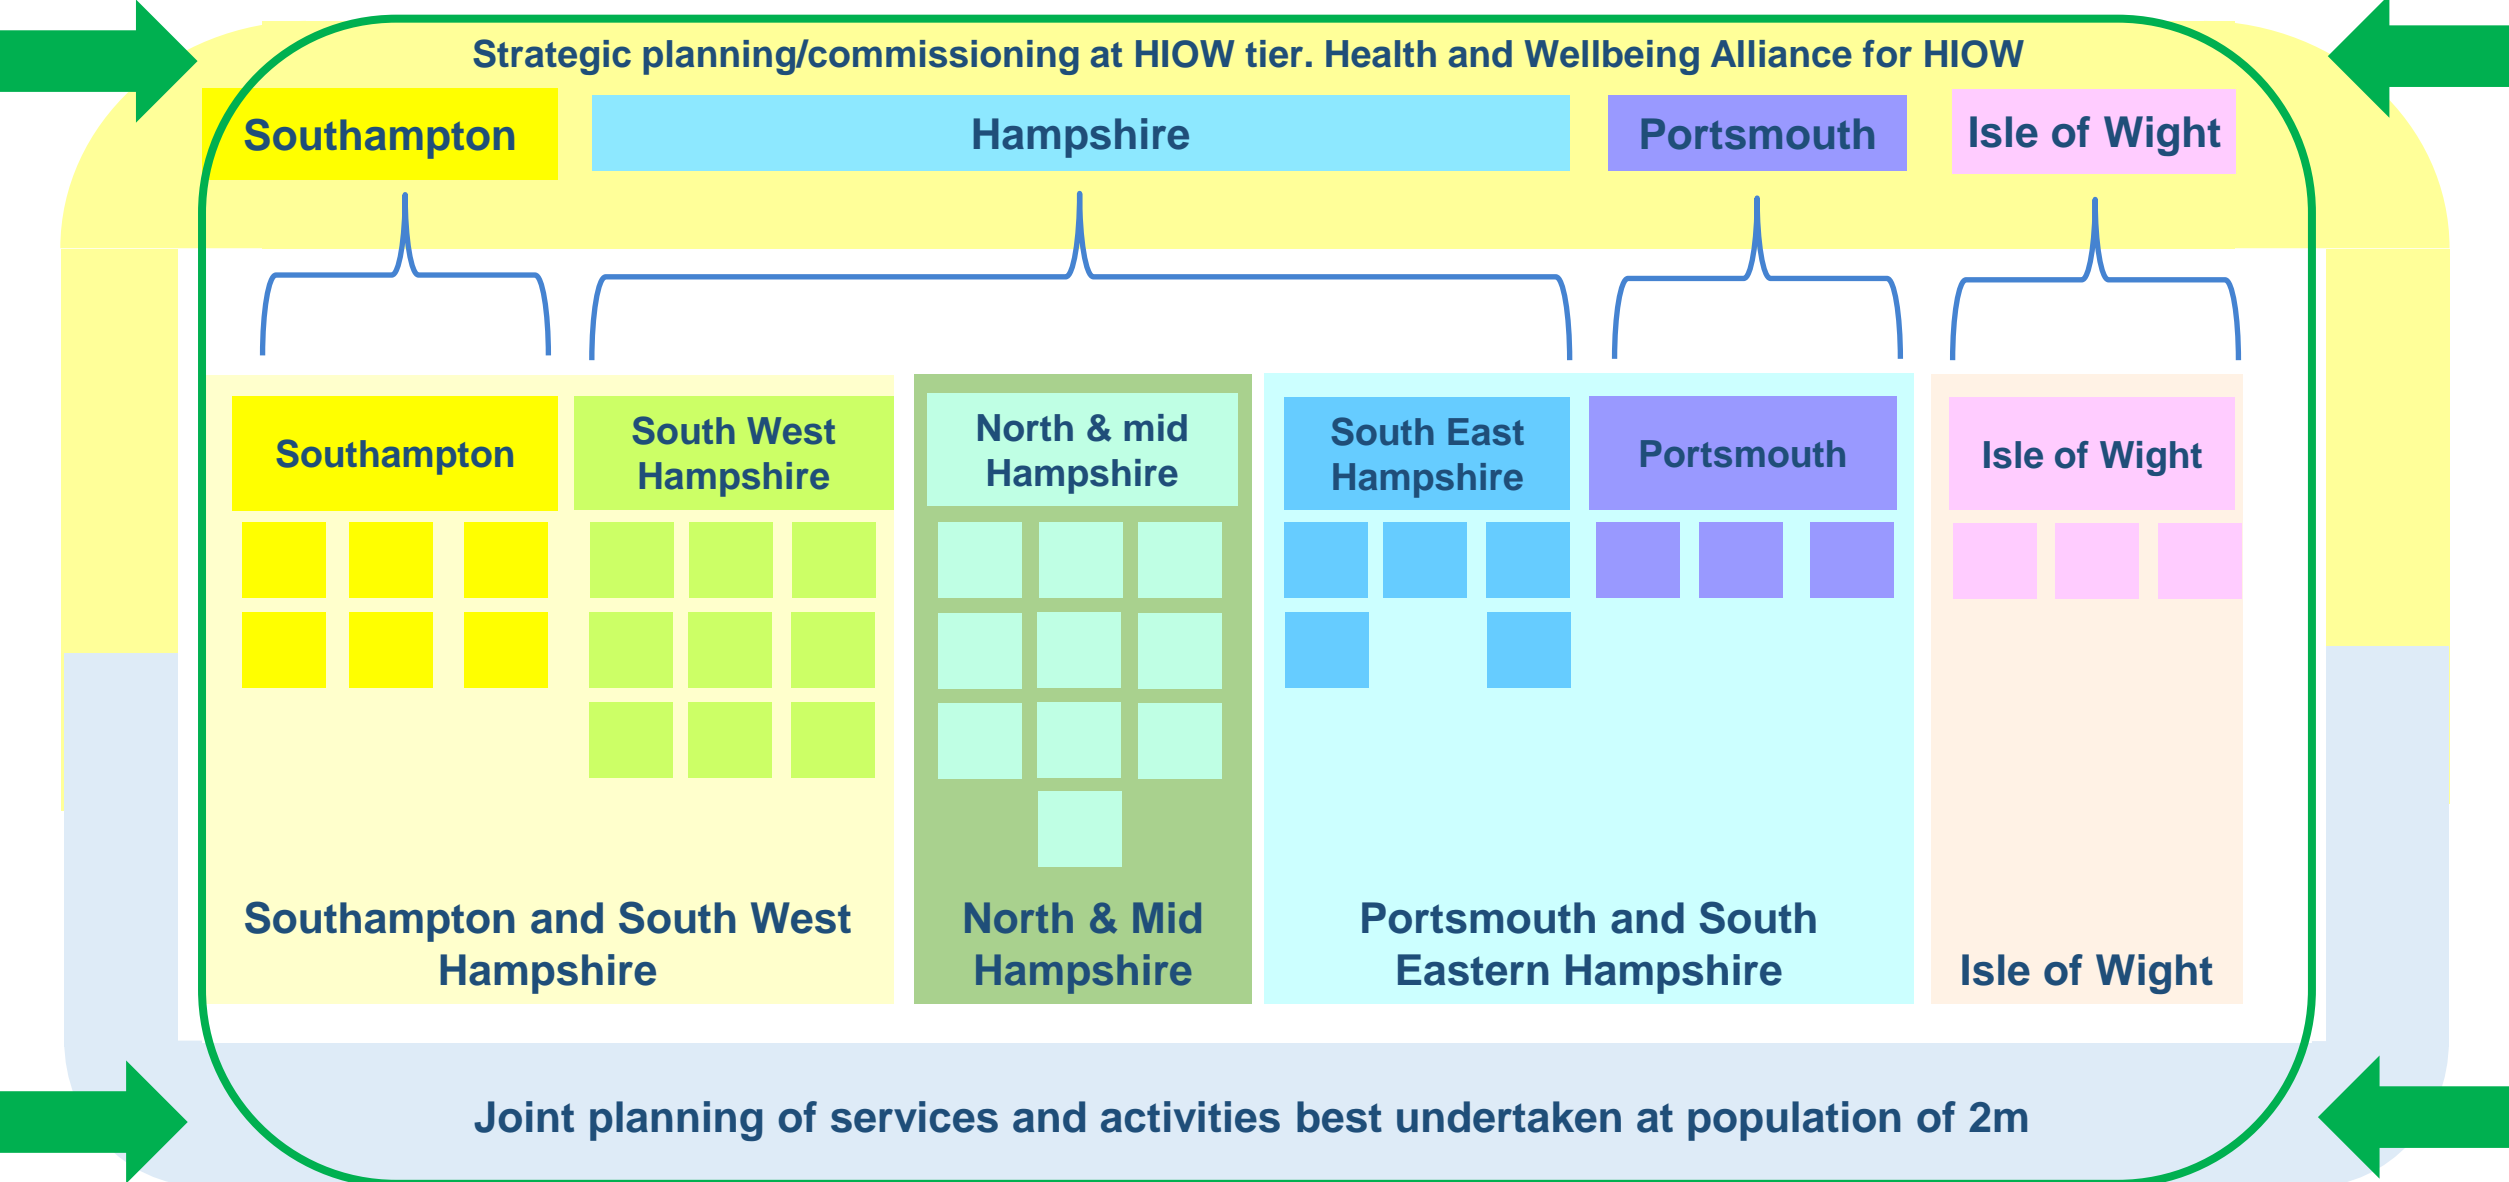 Strategic planning/commissioning at HIOW tier. Health and Wellbeing Alliance for HIOW
Southampton
Hampshire
Portsmouth
Isle of Wight
Southampton
South West
Hampshire
North & mid
Hampshire
South East
Hampshire
Portsmouth
Isle of Wight
Southampton and South West
Hampshire
North & Mid
Hampshire
Portsmouth and South
Eastern Hampshire
Isle of Wight
Joint planning of services and activities best undertaken at population of 2m